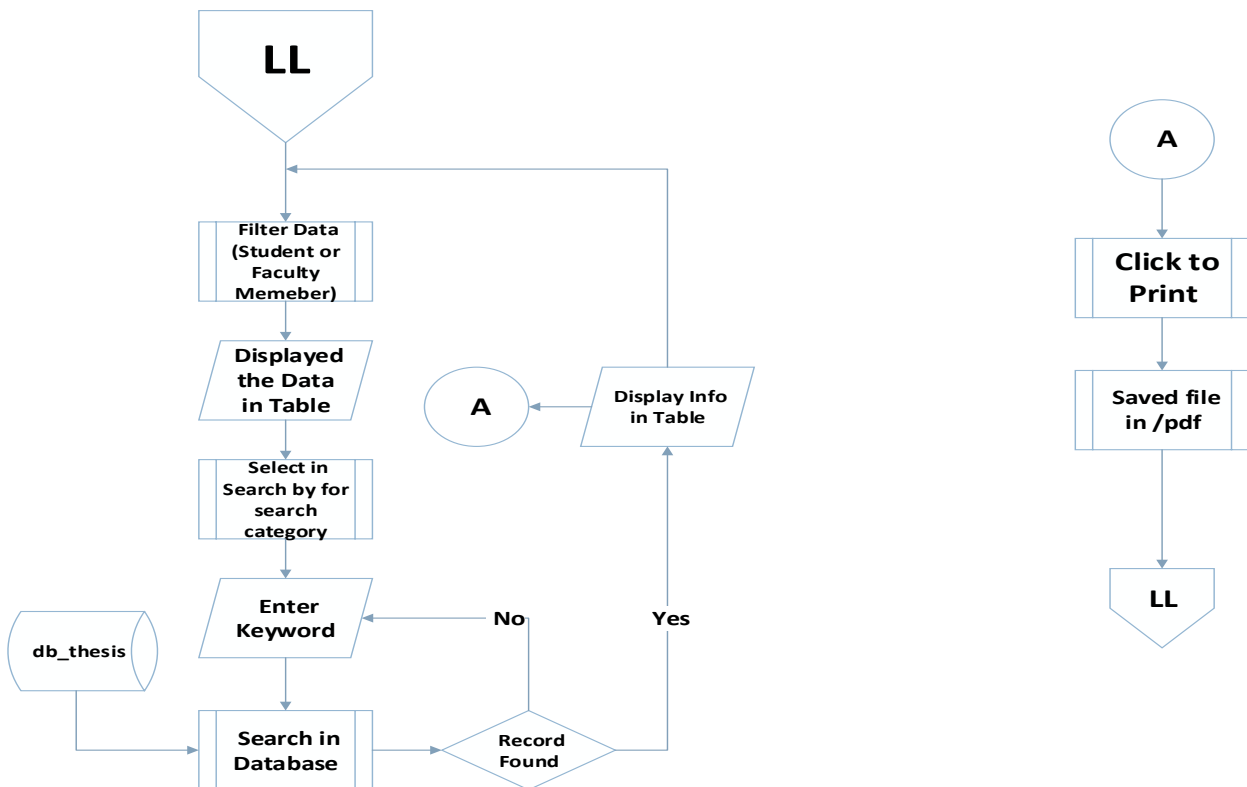 LL
Filter Data
(Student or
Faculty
Memeber)
Displayed
the Data
in Table
Select in
Search by for
search
category
Enter
Keyword
db_thesis
Search in
Database
Record
Found
No
Yes
Display Info
in Table
A
A
Click to
Print
Saved file
in /pdf
LL